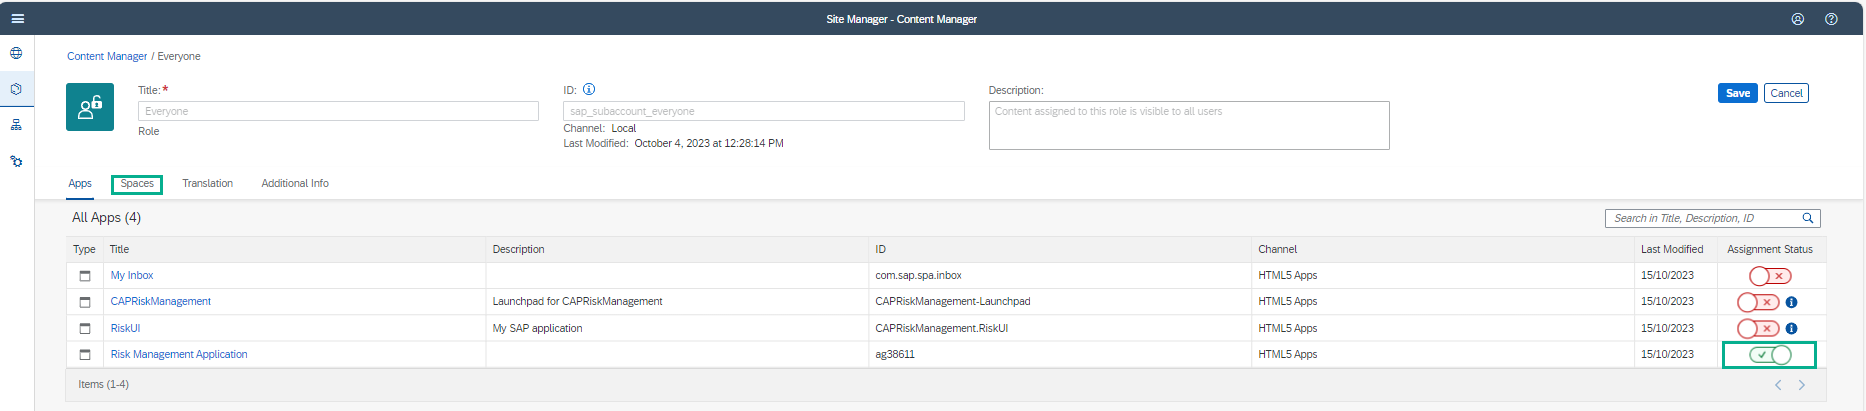 Site Manager - Content Manager
Content Manager / Everyone
Title: *
Everyone
Role
ID:
sap_subaccount_everyone
Channel: Local
Last Modified: October 4, 2023 at 12:28:14 PM
Description:
Content assigned to this role is visible to all users
Save Cancel
Apps Spaces Translation Additional Info
All Apps (4)
Search in Title, Description, ID
Type Title Description ID Channel Last Modified Assignment Status
My Inbox com.sap.spa.inbox HTML5 Apps 15/10/2023
CAPRiskManagement Launchpad for CAPRiskManagement CAPRiskManagement-Launchpad HTML5 Apps 15/10/2023
RiskUI My SAP application CAPRiskManagement.RiskUI HTML5 Apps 15/10/2023
Risk Management Application ag38611 HTML5 Apps 15/10/2023
Items (1-4)